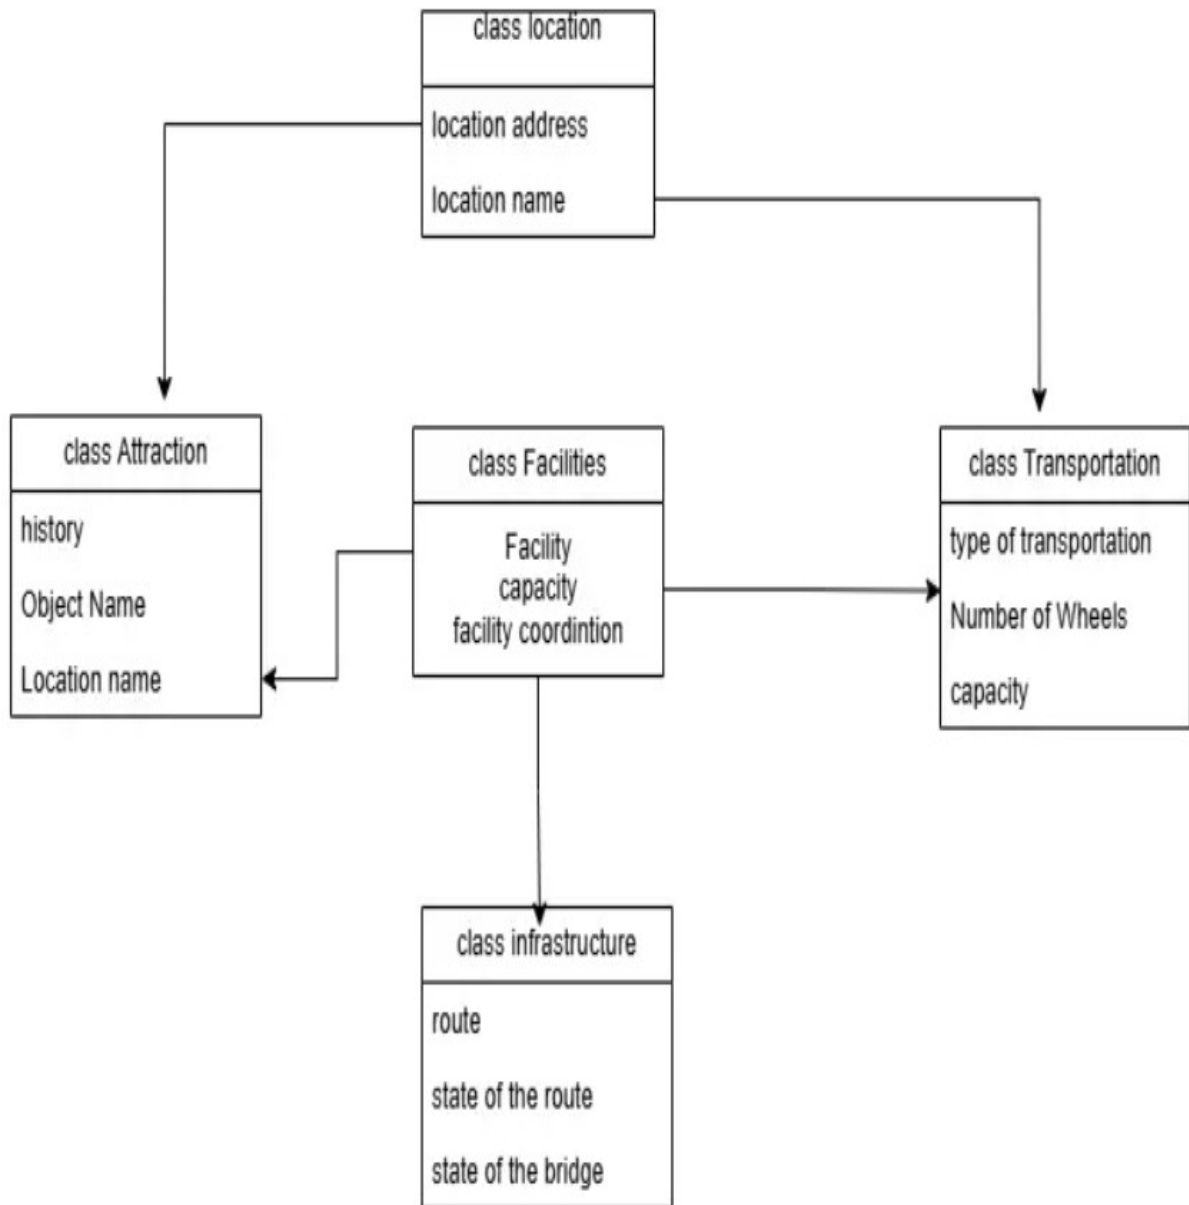 class location
location address
location name
class Attraction
history
Object Name
Location name
class Facilities
Facility
capacity
facility coordintion
class Transportation
type of transportation
Number of Wheels
capacity
class infrastructure
route
state of the route
state of the bridge